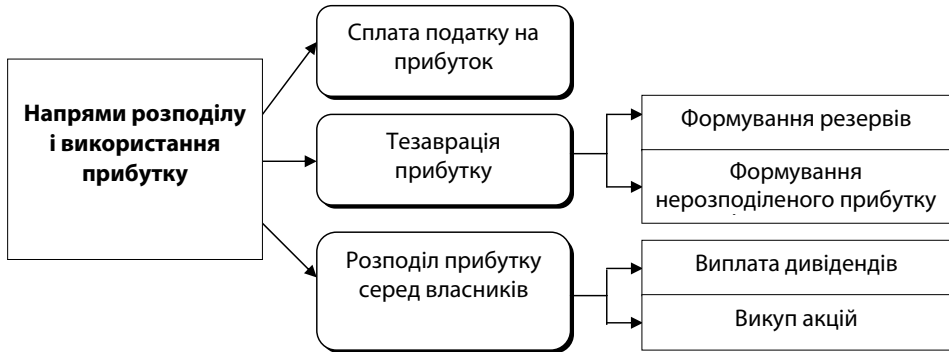 Напрями розподілу
і використання
прибутку
Сплата податку на
прибуток
Тезаврація
прибутку
Розподіл прибутку
серед власників
Формування резервів
Формування
нерозподіленого прибутку
Виплата дивідендів
Викуп акцій